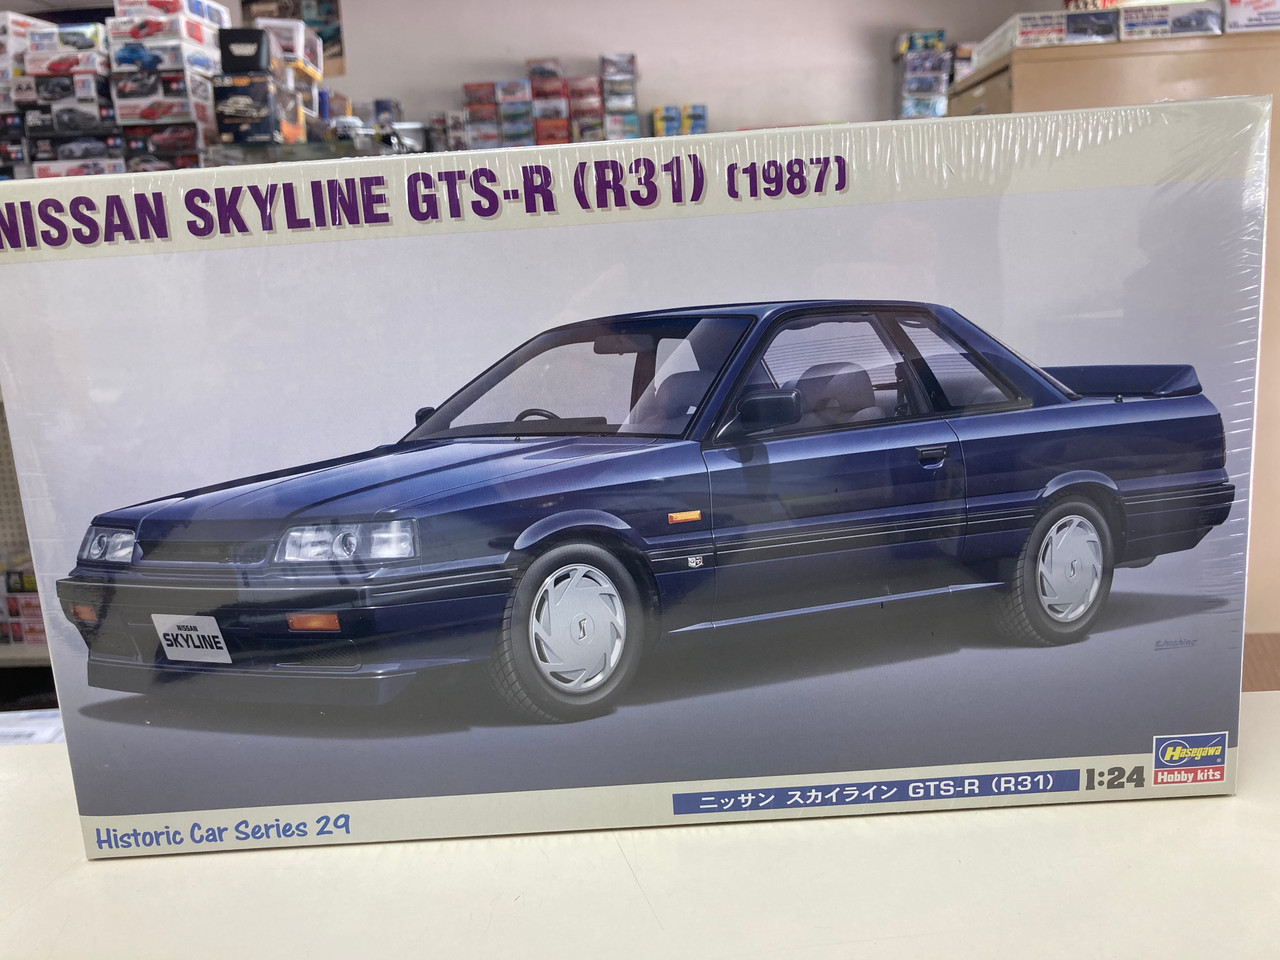 NISSAN SKYLINE GTS-R (R31) (1987)
NISSAN
SKYLINE
S
S
Hasegawa
Hobby kits
ニッサン スカイライン GTS-R (R31)
1:24
Historic Car Series 29